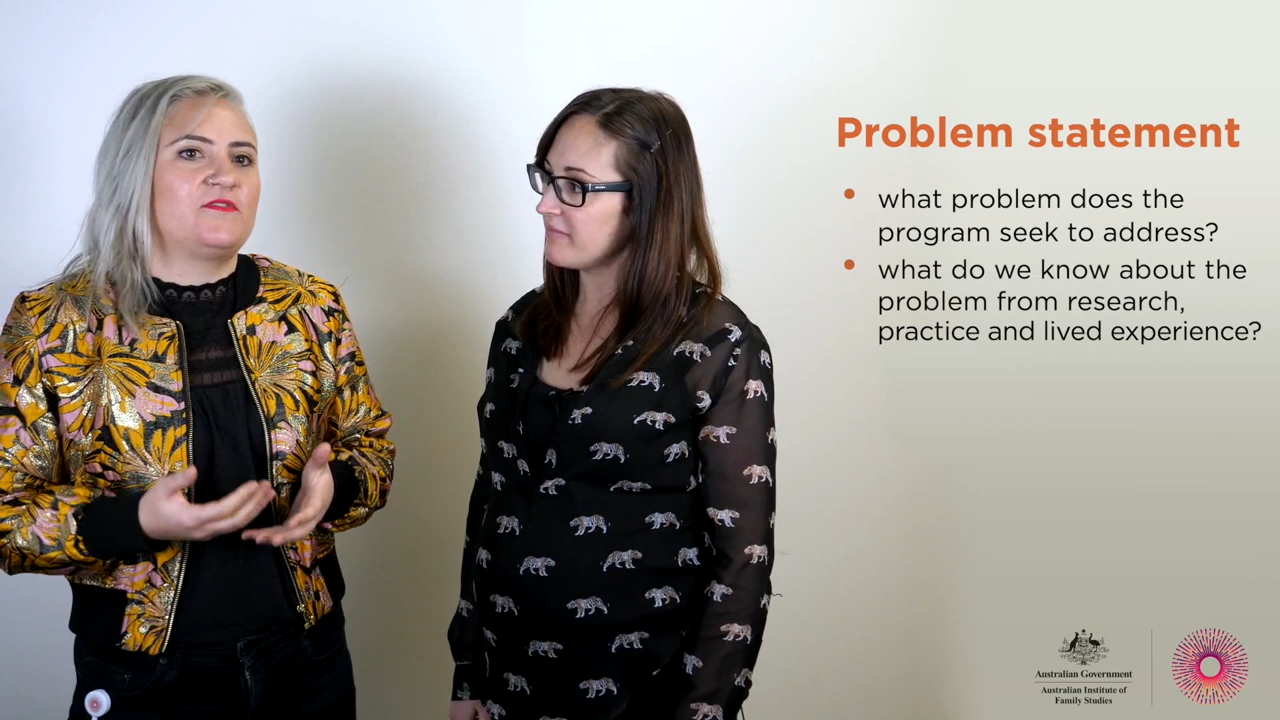 Problem statement
• what problem does the
program seek to address?
• what do we know about the
problem from research,
practice and lived experience?
Australian Government
Australian Institute of
Family Studies